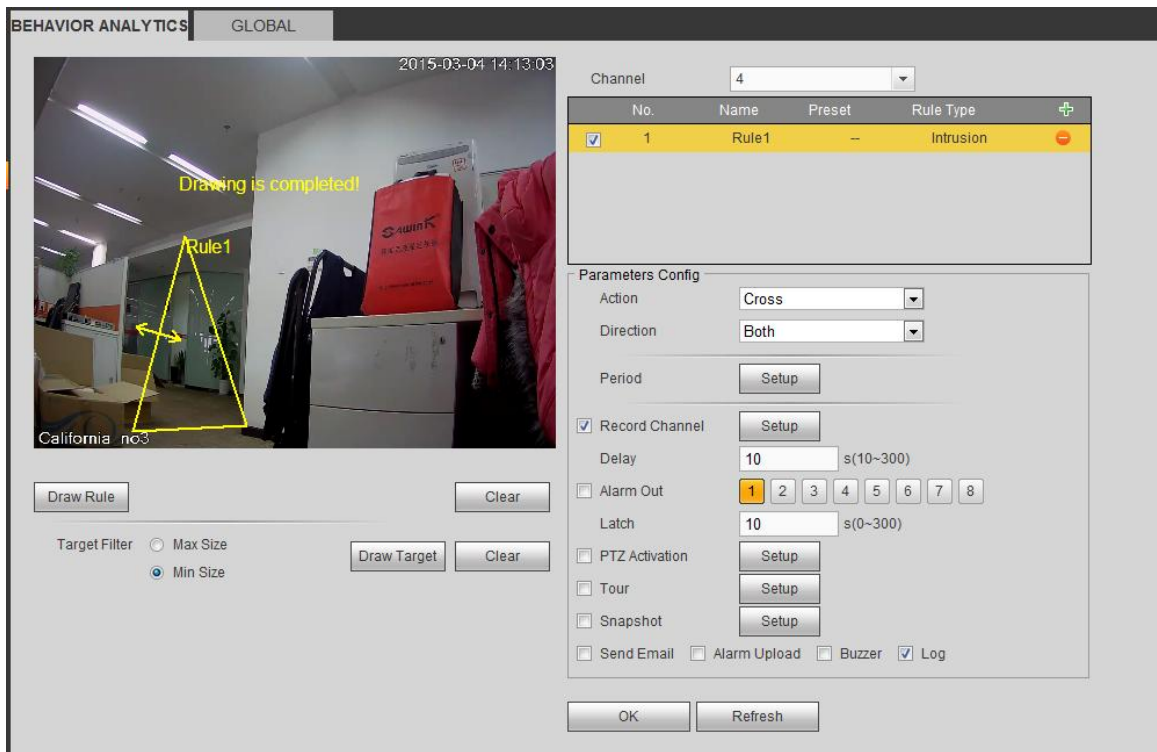 BEHAVIOR ANALYTICS GLOBAL
2015-03-04 14:13:03
Drawing is completed!
Rule1
SAWINK
California no3
Draw Rule Clear
Target Filter Max Size
Min Size
Draw Target Clear
Channel 4
No. Name Preset Rule Type
1 Rule1 -- Intrusion
Parameters Config
Action Cross
Direction Both
Period Setup
Record Channel Setup
Delay 10 s(10~300)
Alarm Out 1 2 3 4 5 6 7 8
Latch 10 s(0~300)
PTZ Activation Setup
Tour Setup
Snapshot Setup
Send Email Alarm Upload Buzzer Log
OK Refresh